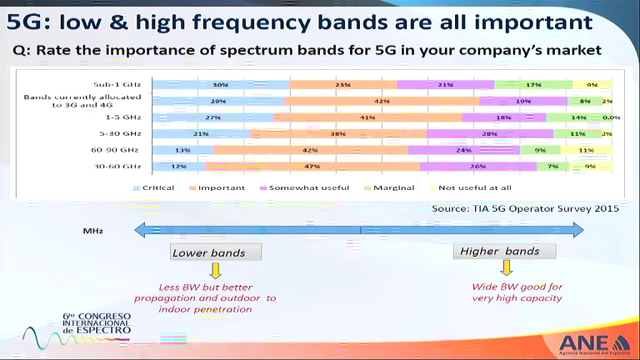 5G: low & high frequency bands are all important
Q: Rate the importance of spectrum bands for 5G in your company's market
Sub-1 GHz 30% 23% 21% 17% 9%
Bands currently allocated to 3G and 4G 29% 42% 19% 8% 2%
1-5 GHz 27% 41% 18% 14% 0.0%
5-30 GHz 21% 38% 28% 11% 2%
60-90 GHz 13% 42% 24% 9% 11%
30-60 GHz 12% 47% 26% 7% 9%
Critical Important Somewhat useful Marginal Not useful at all
Source: TIA 5G Operator Survey 2015
MHz
Lower bands
Higher bands
Less BW but better
propagation and outdoor to
indoor penetration
Wide BW good for
very high capacity
6º CONGRESO
INTERNACIONAL
de ESPECTRO
ANE
Agencia Nacional del Espectro